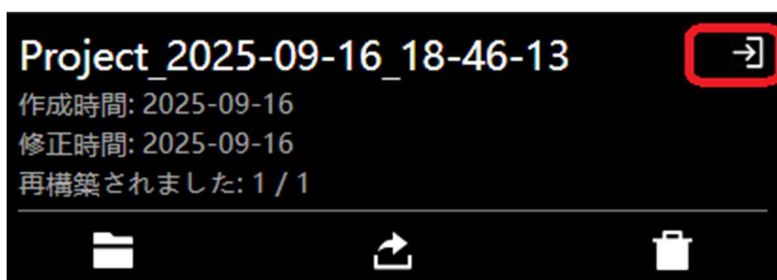 Project_2025-09-16_18-46-13
作成時間: 2025-09-16
修正時間: 2025-09-16
再構築されました: 1 / 1